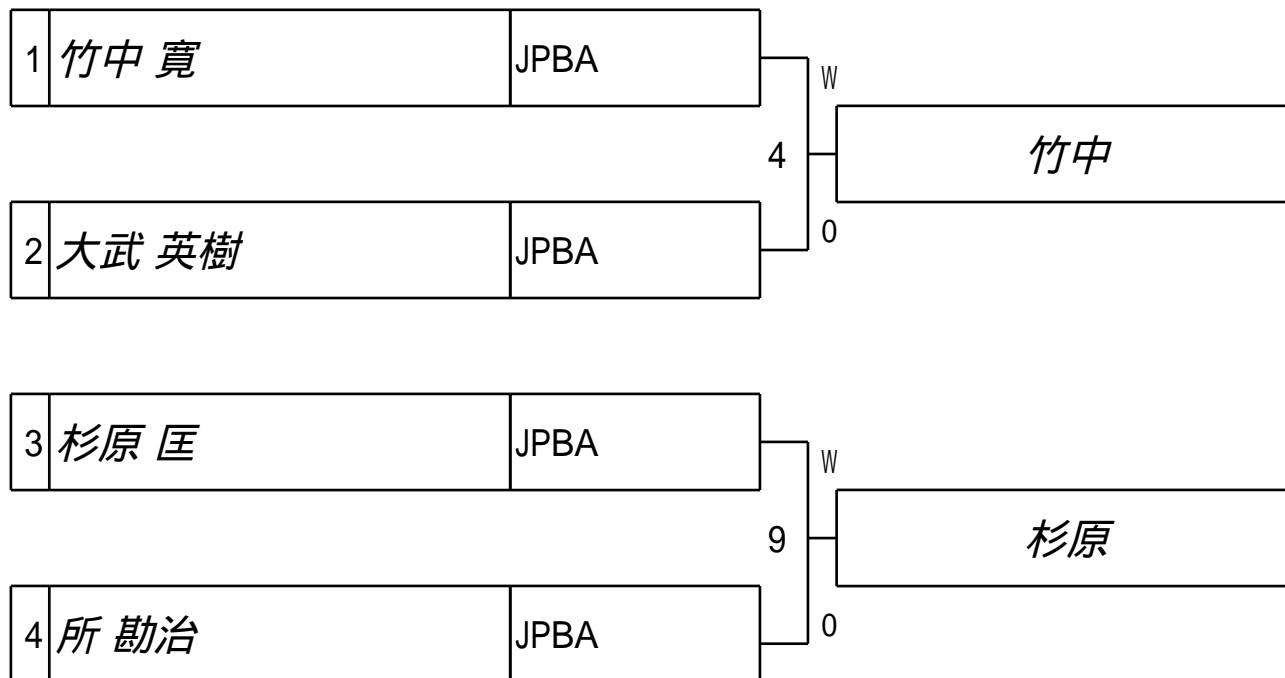 1 竹中 寛 JPBA
W
4 竹中
0
2 大武 英樹 JPBA
3 杉原 匡 JPBA
W
9 杉原
0
4 所 勘治 JPBA